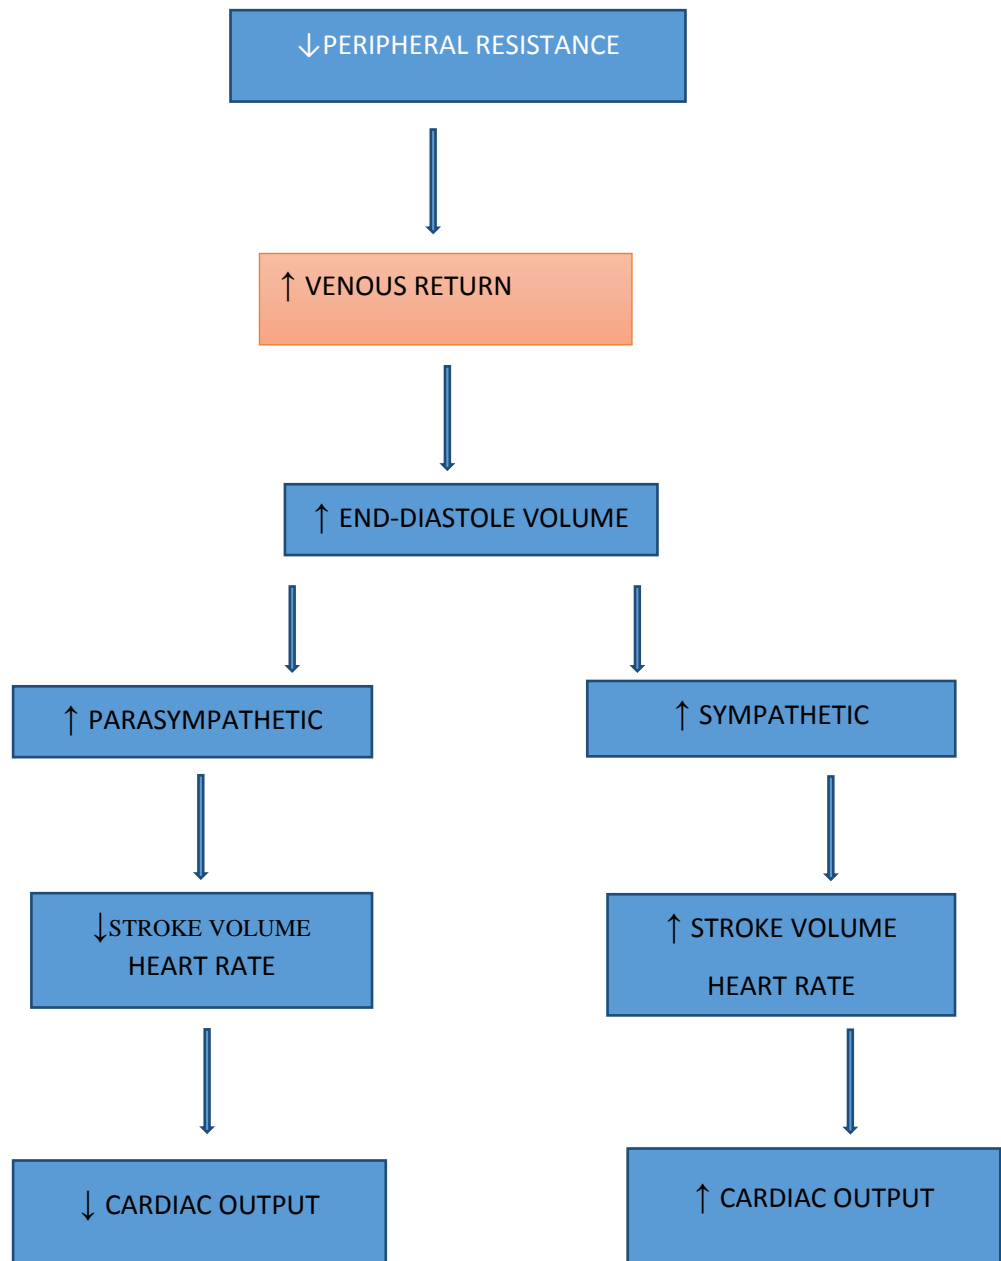 ↓PERIPHERAL RESISTANCE
↑ VENOUS RETURN
↑ END-DIASTOLE VOLUME
↑ PARASYMPATHETIC
↑ SYMPATHETIC
↓STROKE VOLUME
HEART RATE
↑ STROKE VOLUME
HEART RATE
↓ CARDIAC OUTPUT
↑ CARDIAC OUTPUT